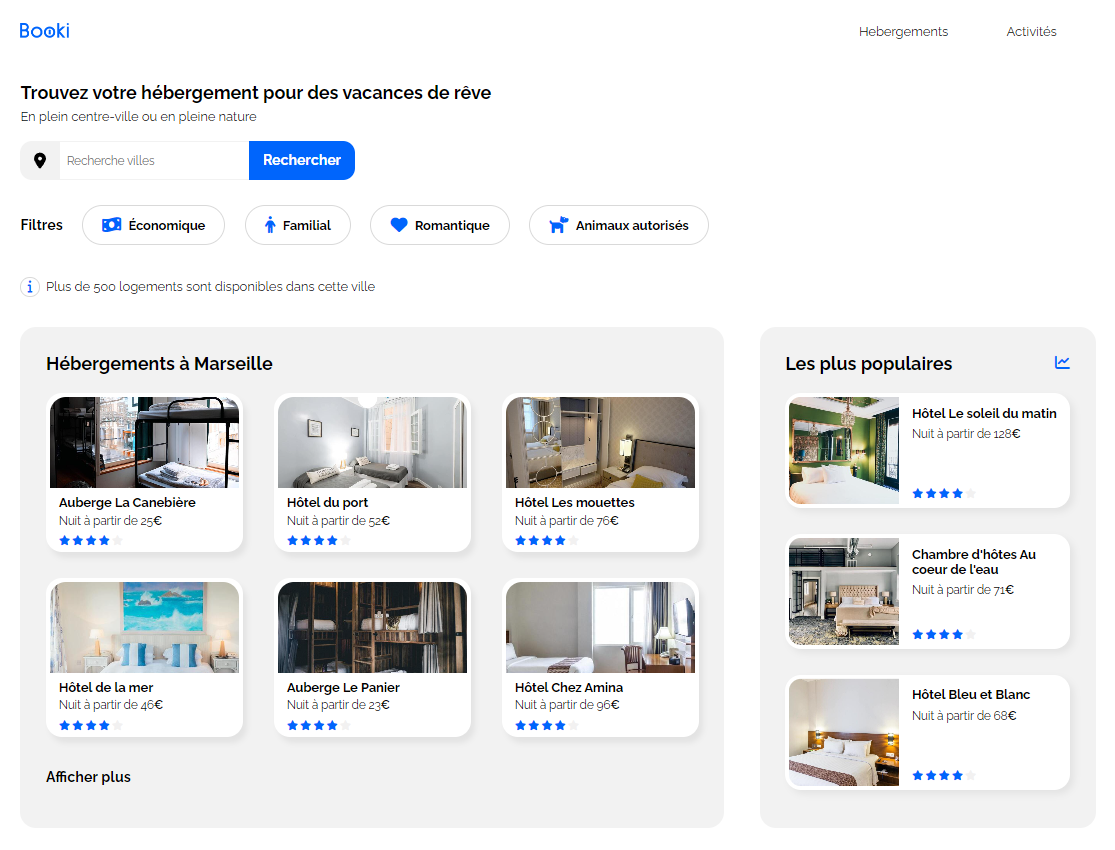 Booki
Hebergements
Activités
Trouvez votre hébergement pour des vacances de rêve
En plein centre-ville ou en pleine nature
Recherche villes
Rechercher
Filtres
Économique
Familial
Romantique
Animaux autorisés
Plus de 500 logements sont disponibles dans cette ville
Hébergements à Marseille
Auberge La Canebière
Nuit à partir de 25€
Hôtel du port
Nuit à partir de 52€
Hôtel Les mouettes
Nuit à partir de 76€
Hôtel de la mer
Nuit à partir de 46€
Auberge Le Panier
Nuit à partir de 23€
Hôtel Chez Amina
Nuit à partir de 96€
Afficher plus
Les plus populaires
Hôtel Le soleil du matin
Nuit à partir de 128€
Chambre d'hôtes Au
coeur de l'eau
Nuit à partir de 71€
Hôtel Bleu et Blanc
Nuit à partir de 68€